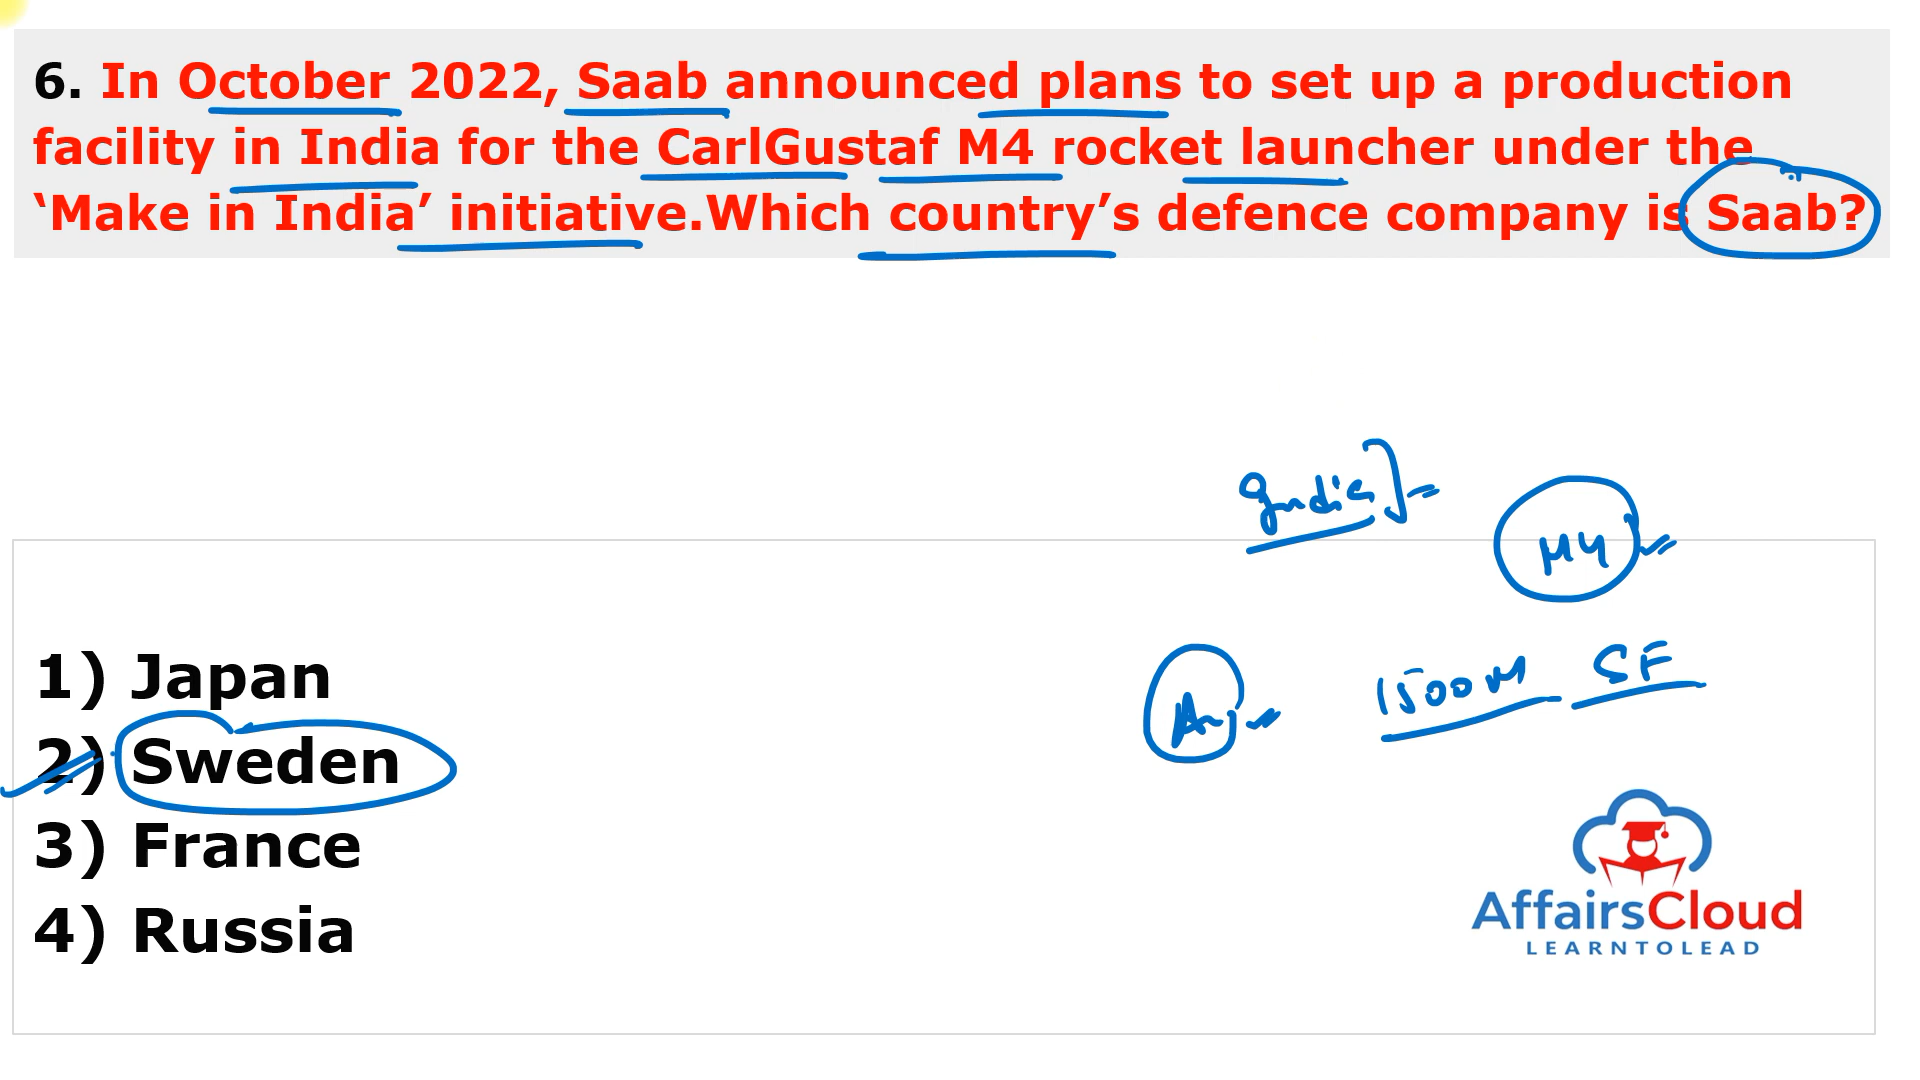 6. In October 2022, Saab announced plans to set up a production
facility in India for the CarlGustaf M4 rocket launcher under the
‘Make in India’ initiative.Which country’s defence company is Saab?
India
M4
1500M SF
1) Japan
2) Sweden
3) France
4) Russia
AffairsCloud
LEARNTOLEAD